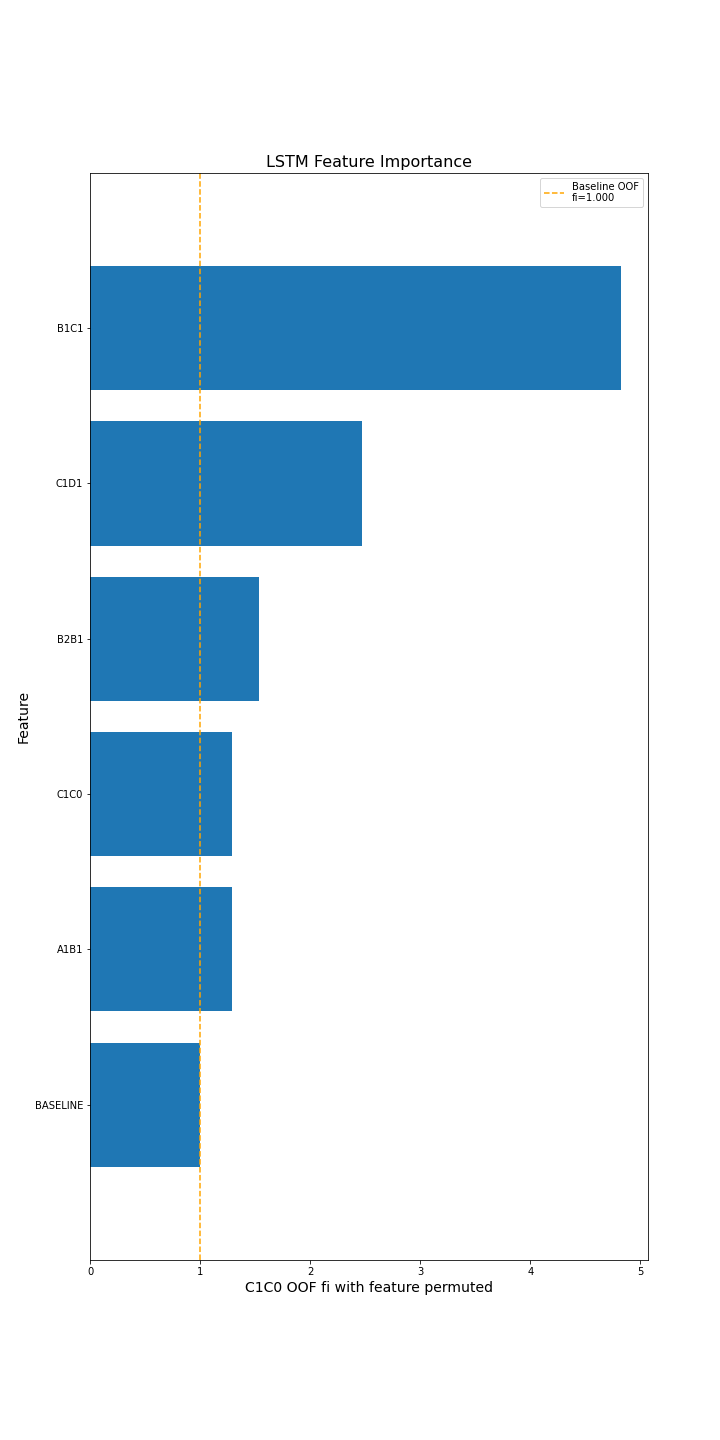 LSTM Feature Importance
Baseline OOF
fi=1.000
B1C1
C1D1
B2B1
C1C0
A1B1
BASELINE
Feature
0 1 2 3 4 5
C1C0 OOF fi with feature permuted